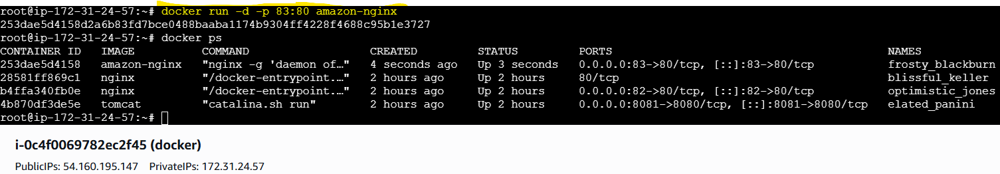 root@ip-172-31-24-57:~# docker run -d -p 83:80 amazon-nginx
253dae5d4158d2a6b83fd7bce0488baaba1174b9304ff4228f4688c95b1e3727
root@ip-172-31-24-57:~# docker ps
CONTAINER ID   IMAGE          COMMAND                  CREATED         STATUS         PORTS                                         NAMES
253dae5d4158   amazon-nginx   "nginx -g 'daemon of…"   4 seconds ago   Up 3 seconds   0.0.0.0:83->80/tcp, [::]:83->80/tcp           frosty_blackburn
28581ff869c1   nginx          "/docker-entrypoint.…"   2 hours ago     Up 2 hours     80/tcp                                        blissful_keller
b4ffa340fb0e   nginx          "/docker-entrypoint.…"   2 hours ago     Up 2 hours     0.0.0.0:82->80/tcp, [::]:82->80/tcp           optimistic_jones
4b870df3de5e   tomcat         "catalina.sh run"        2 hours ago     Up 2 hours     0.0.0.0:8081->8080/tcp, [::]:8081->8080/tcp   elated_panini
root@ip-172-31-24-57:~#
i-0c4f0069782ec2f45 (docker)
PublicIPs: 54.160.195.147 PrivateIPs: 172.31.24.57